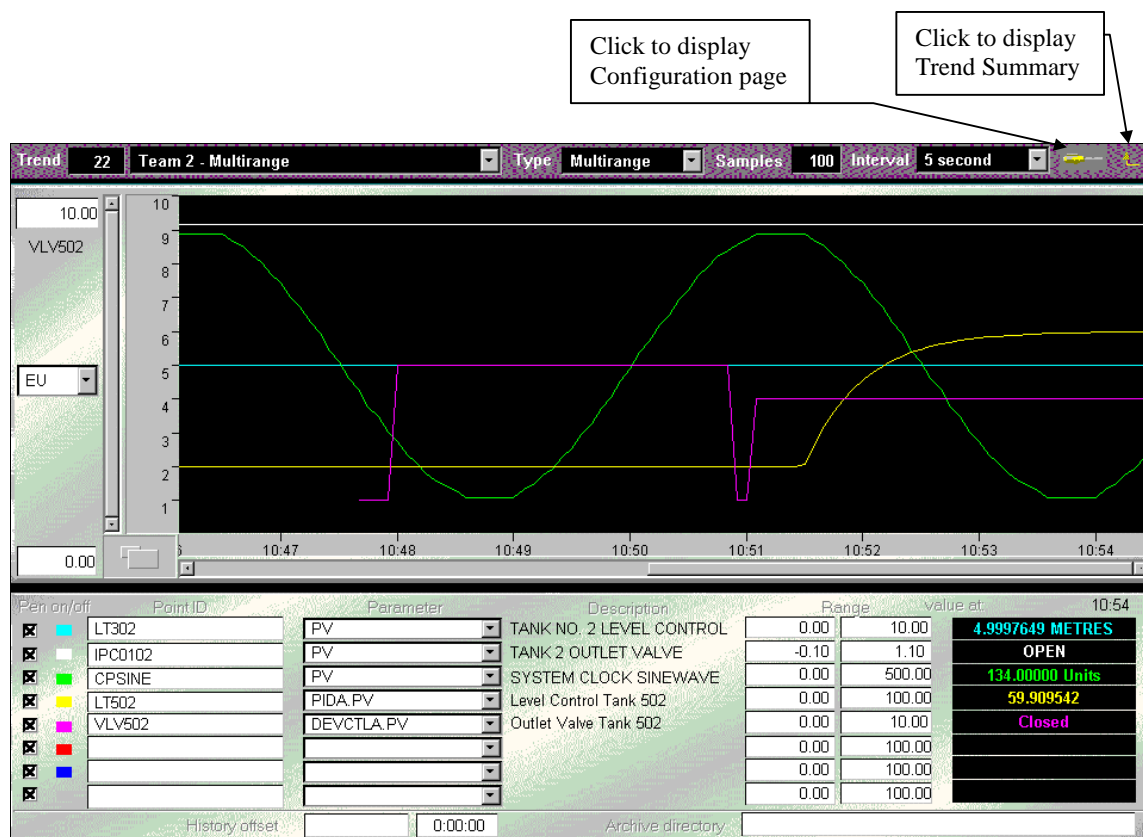 Click to display
Configuration page
Click to display
Trend Summary
Trend 22 Team 2 - Multirange Type Multirange Samples 100 Interval 5 second
10.00
VLV502
EU
0.00
10
9
8
7
6
5
4
3
2
1
10:47 10:48 10:49 10:50 10:51 10:52 10:53 10:54
Pen on/off Point ID Parameter Description Range Value at 10:54
LT302 PV TANK NO. 2 LEVEL CONTROL 0.00 10.00 4.9997649 METRES
IPC0102 PV TANK 2 OUTLET VALVE -0.10 1.10 OPEN
CPSINE PV SYSTEM CLOCK SINEWAVE 0.00 500.00 134.00000 Units
LT502 PIDA.PV Level Control Tank 502 0.00 100.00 59.909542
VLV502 DEVCTLA.PV Outlet Valve Tank 502 0.00 10.00 Closed
0.00 100.00
0.00 100.00
0.00 100.00
History offset 0:00:00 Archive directory